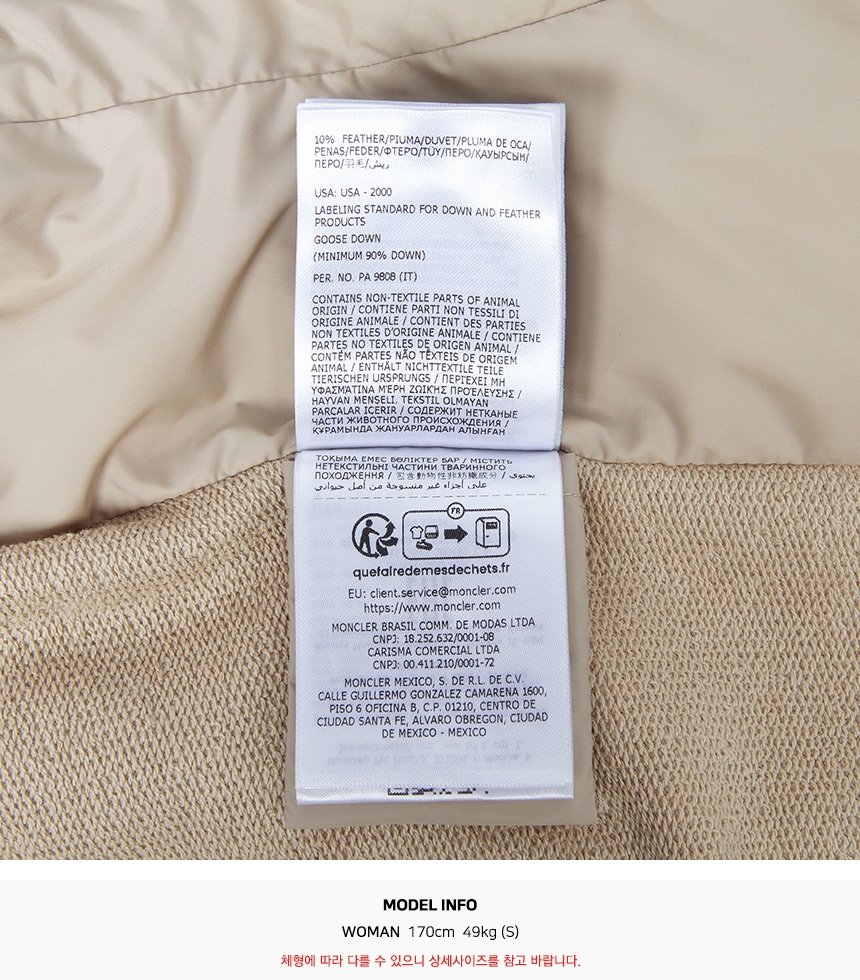 10% FEATHER/PIUMA/DUVET/PLUMA DE OCA/
PENAS/FEDER/ΦΤΕΡΌ/TÜY/ПЕРО/ҚАУЫРСЫН/
ПЕРО/羽毛/ريش
USA: USA - 2000
LABELING STANDARD FOR DOWN AND FEATHER
PRODUCTS
GOOSE DOWN
(MINIMUM 90% DOWN)
PER. NO. PA 9808 (IT)
CONTAINS NON-TEXTILE PARTS OF ANIMAL
ORIGIN / CONTIENE PARTI NON TESSILI DI
ORIGINE ANIMALE / CONTIENT DES PARTIES
NON TEXTILES D'ORIGINE ANIMALE / CONTIENE
PARTES NO TEXTILES DE ORIGEN ANIMAL /
CONTÉM PARTES NÃO TÊXTEIS DE ORIGEM
ANIMAL / ENTHÄLT NICHTTEXTILE TEILE
TIERISCHEN URSPRUNGS / ΠΕΡΙΈΧΕΙ ΜΗ
ΥΦΑΣΜΆΤΙΝΑ ΜΈΡΗ ΖΩΙΚΉΣ ΠΡΟΈΛΕΥΣΗΣ /
HAYVAN MENSELI, TEKSTIL OLMAYAN
PARÇALAR ICERIR / СОДЕРЖИТ НЕТКАНЫЕ
ЧАСТИ ЖИВОТНОГО ПРОИСХОЖДЕНИЯ /
ҚҰРАМЫНДА ЖАНУАРЛАРДАН АЛЫНҒАН
ТОҚЫМА ЕМЕС БӨЛІКТЕР БАР / МІСТИТЬ
НЕТЕКСТИЛЬНІ ЧАСТИНИ ТВАРИННОГО
ПОХОДЖЕННЯ / 包含動物性非紡織成分 / يحتوي
على أجزاء غير منسوجة من أصل حيواني
FR
quefairedemesdechets.fr
EU: client.service@moncler.com
https://www.moncler.com
MONCLER BRASIL COMM. DE MODAS LTDA
CNPJ: 18.252.632/0001-08
CARISMA COMERCIAL LTDA
CNPJ: 00.411.210/0001-72
MONCLER MEXICO, S. DE R.L. DE C.V.
CALLE GUILLERMO GONZALEZ CAMARENA 1600,
PISO 6 OFICINA B, C.P. 01210, CENTRO DE
CIUDAD SANTA FE, ALVARO OBREGON, CIUDAD
DE MEXICO - MEXICO
MODEL INFO
WOMAN 170cm 49kg (S)
체형에 따라 다를 수 있으니 상세사이즈를 참고 바랍니다.